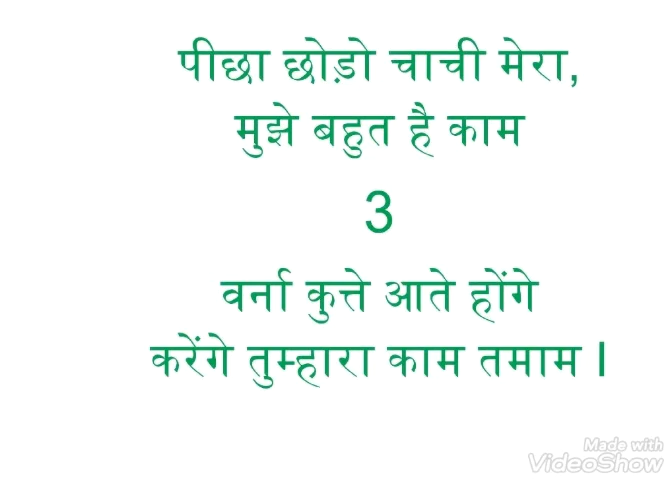 पीछा छोड़ो चाची मेरा,
मुझे बहुत है काम
3
वर्ना कुत्ते आते होंगे
करेंगे तुम्हारा काम तमाम ।
Made with
VideoShow